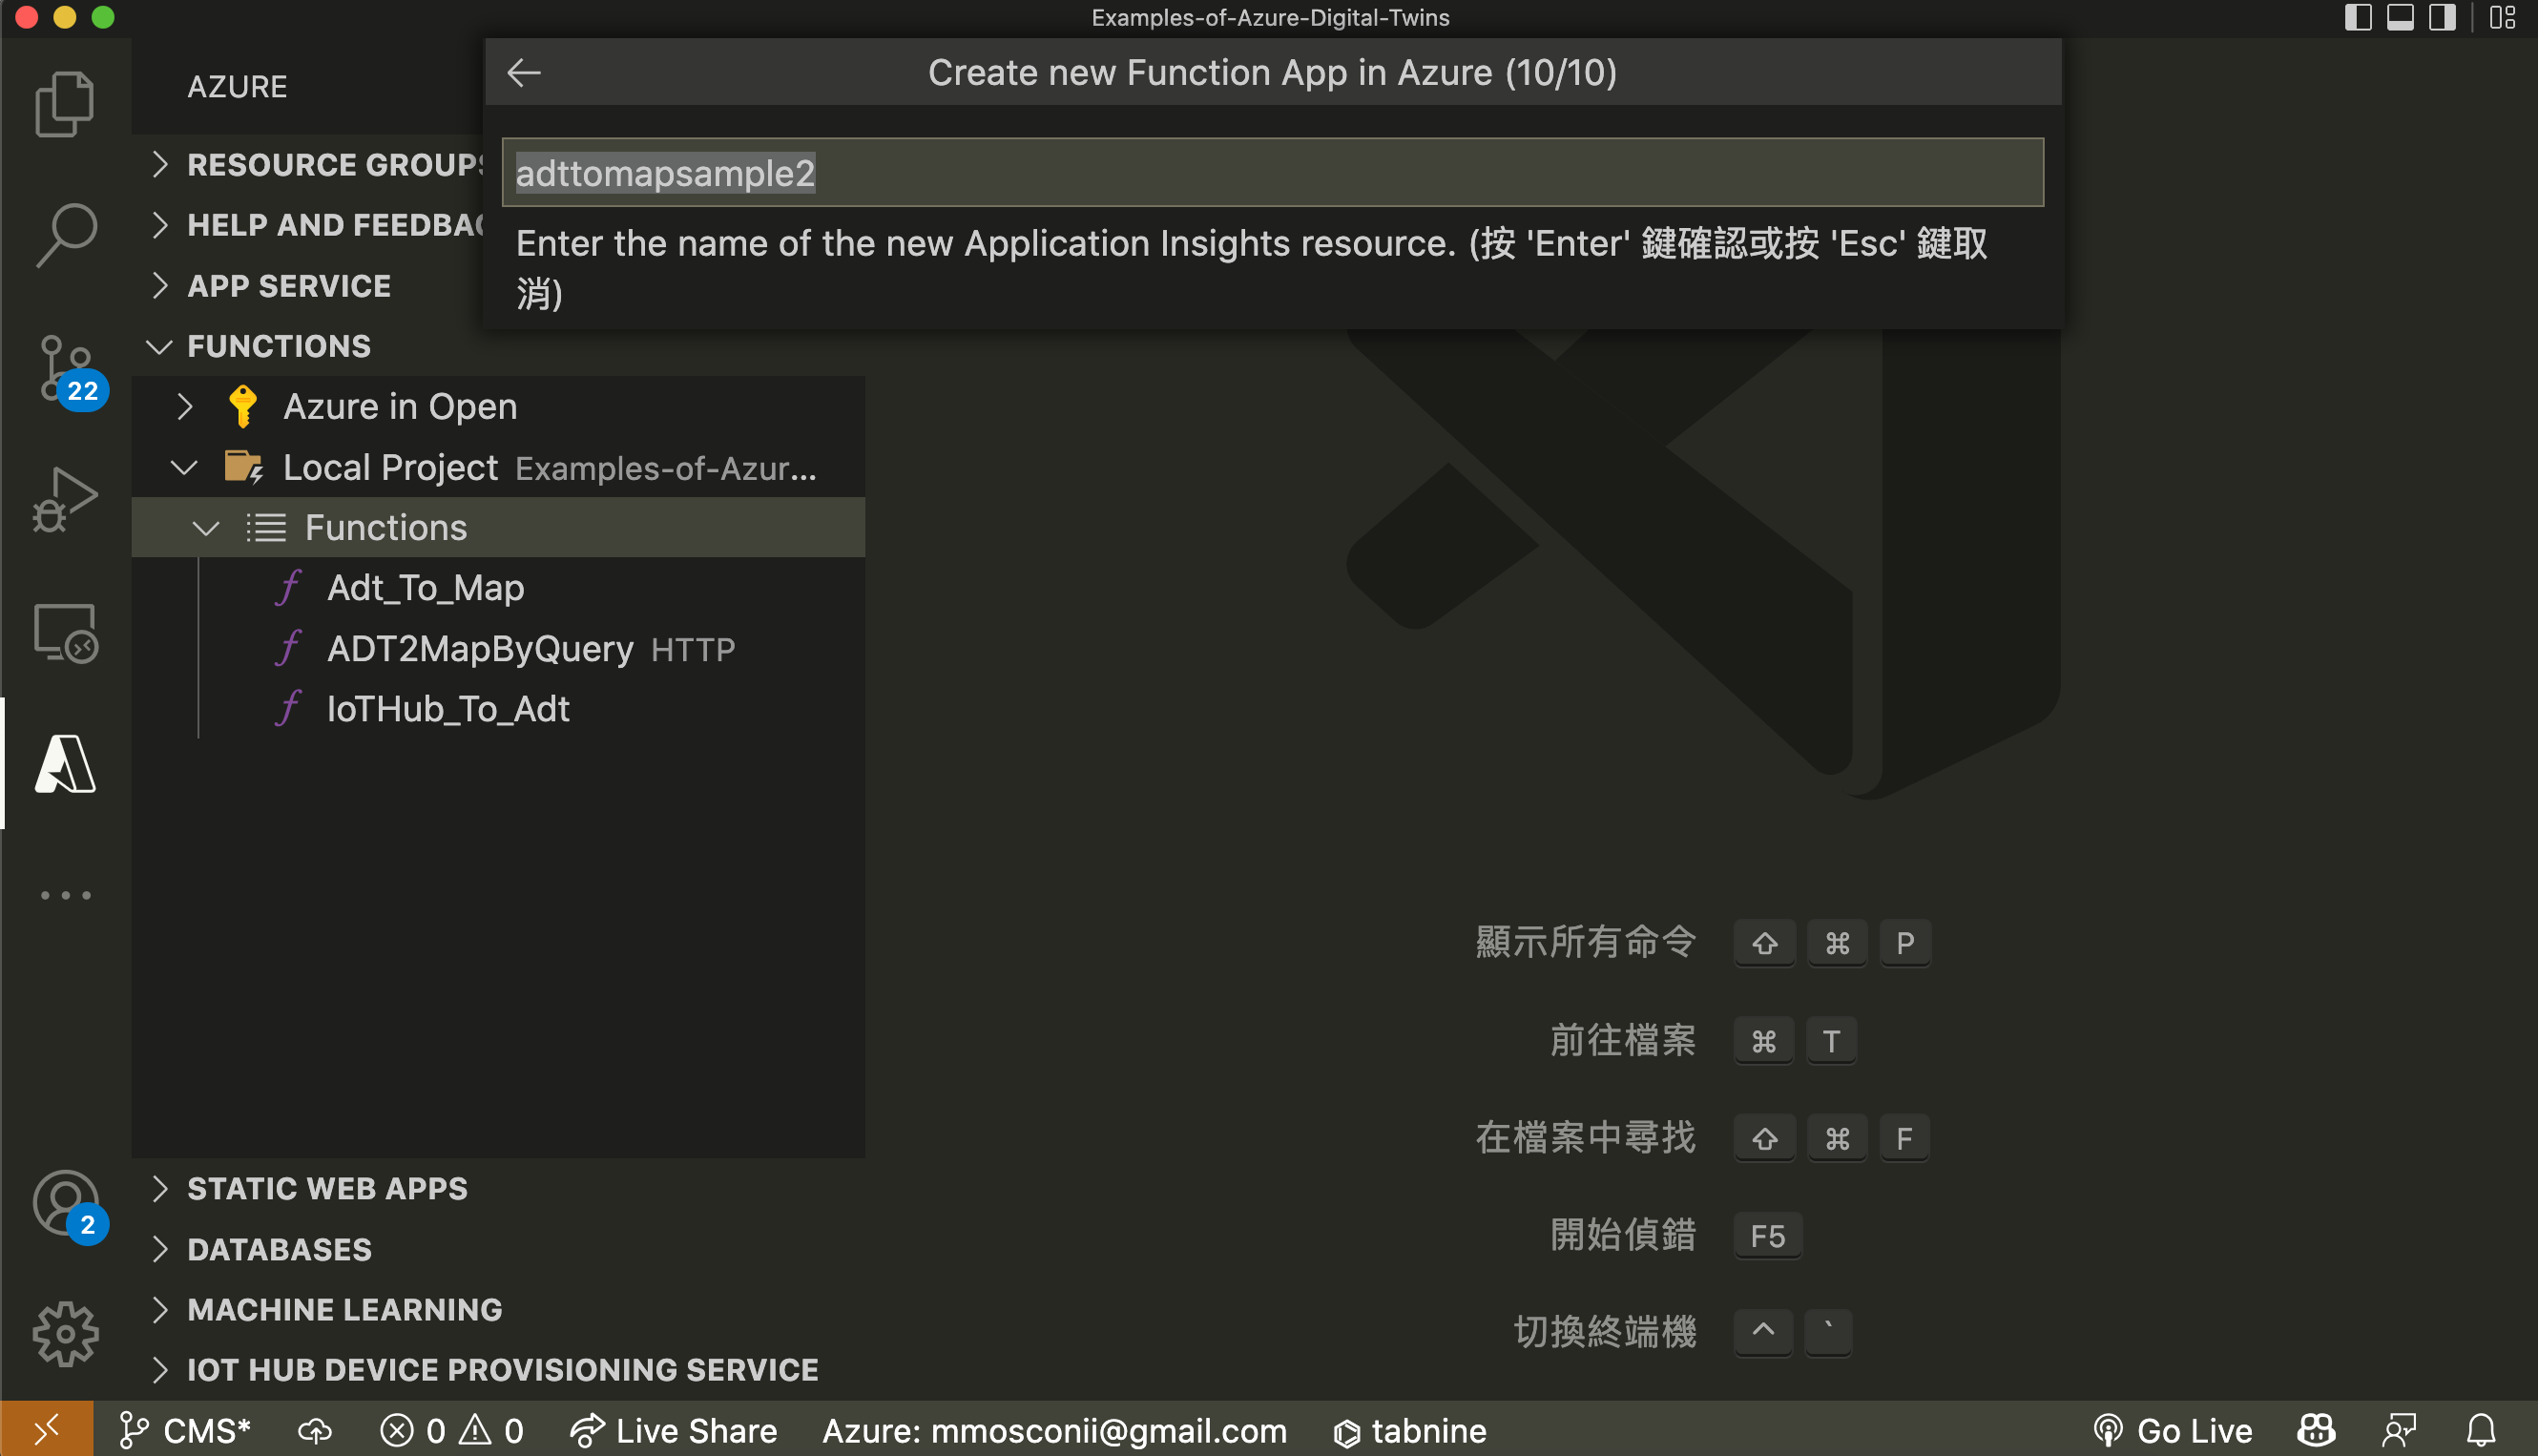 Examples-of-Azure-Digital-Twins
AZURE
Create new Function App in Azure (10/10)
adttomapsample2
Enter the name of the new Application Insights resource. (按 'Enter' 鍵確認或按 'Esc' 鍵取
消)
RESOURCE GROUPS
HELP AND FEEDBAC
APP SERVICE
FUNCTIONS
Azure in Open
Local Project Examples-of-Azur...
Functions
Adt_To_Map
ADT2MapByQuery HTTP
IoTHub_To_Adt
22
2
STATIC WEB APPS
DATABASES
MACHINE LEARNING
IOT HUB DEVICE PROVISIONING SERVICE
顯示所有命令 ⇧ ⌘ P
前往檔案 ⌘ T
在檔案中尋找 ⇧ ⌘ F
開始偵錯 F5
切換終端機 ^ `
CMS* 0 0 Live Share Azure: mmosconii@gmail.com tabnine Go Live